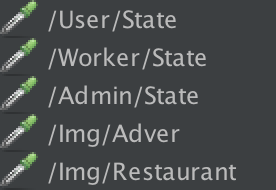 /User/State
/Worker/State
/Admin/State
/Img/Adver
/Img/Restaurant